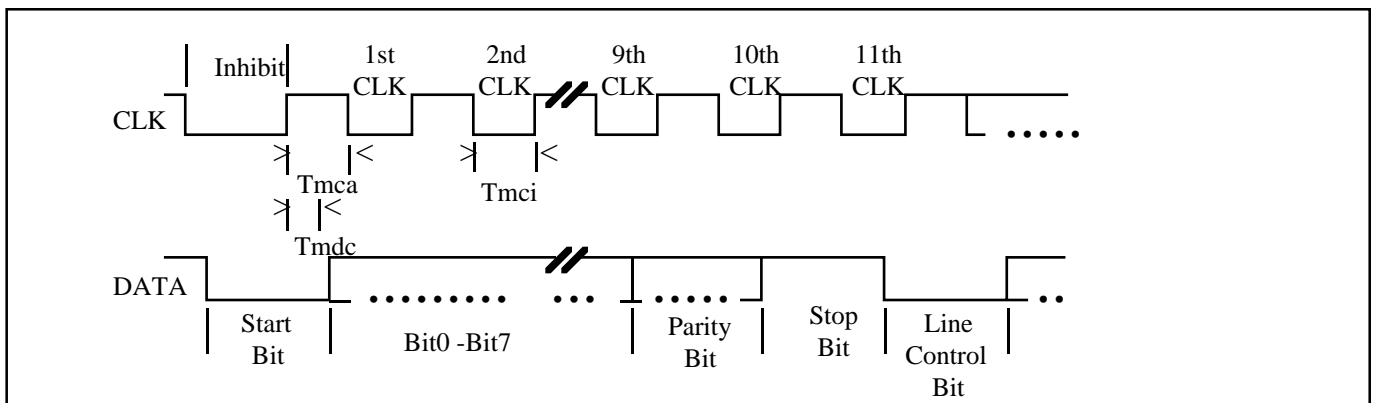 Inhibit
1st CLK
2nd CLK
9th CLK
10th CLK
11th CLK
CLK
Tmca
Tmci
Tmdc
DATA
Start Bit
Bit0 -Bit7
Parity Bit
Stop Bit
Line Control Bit